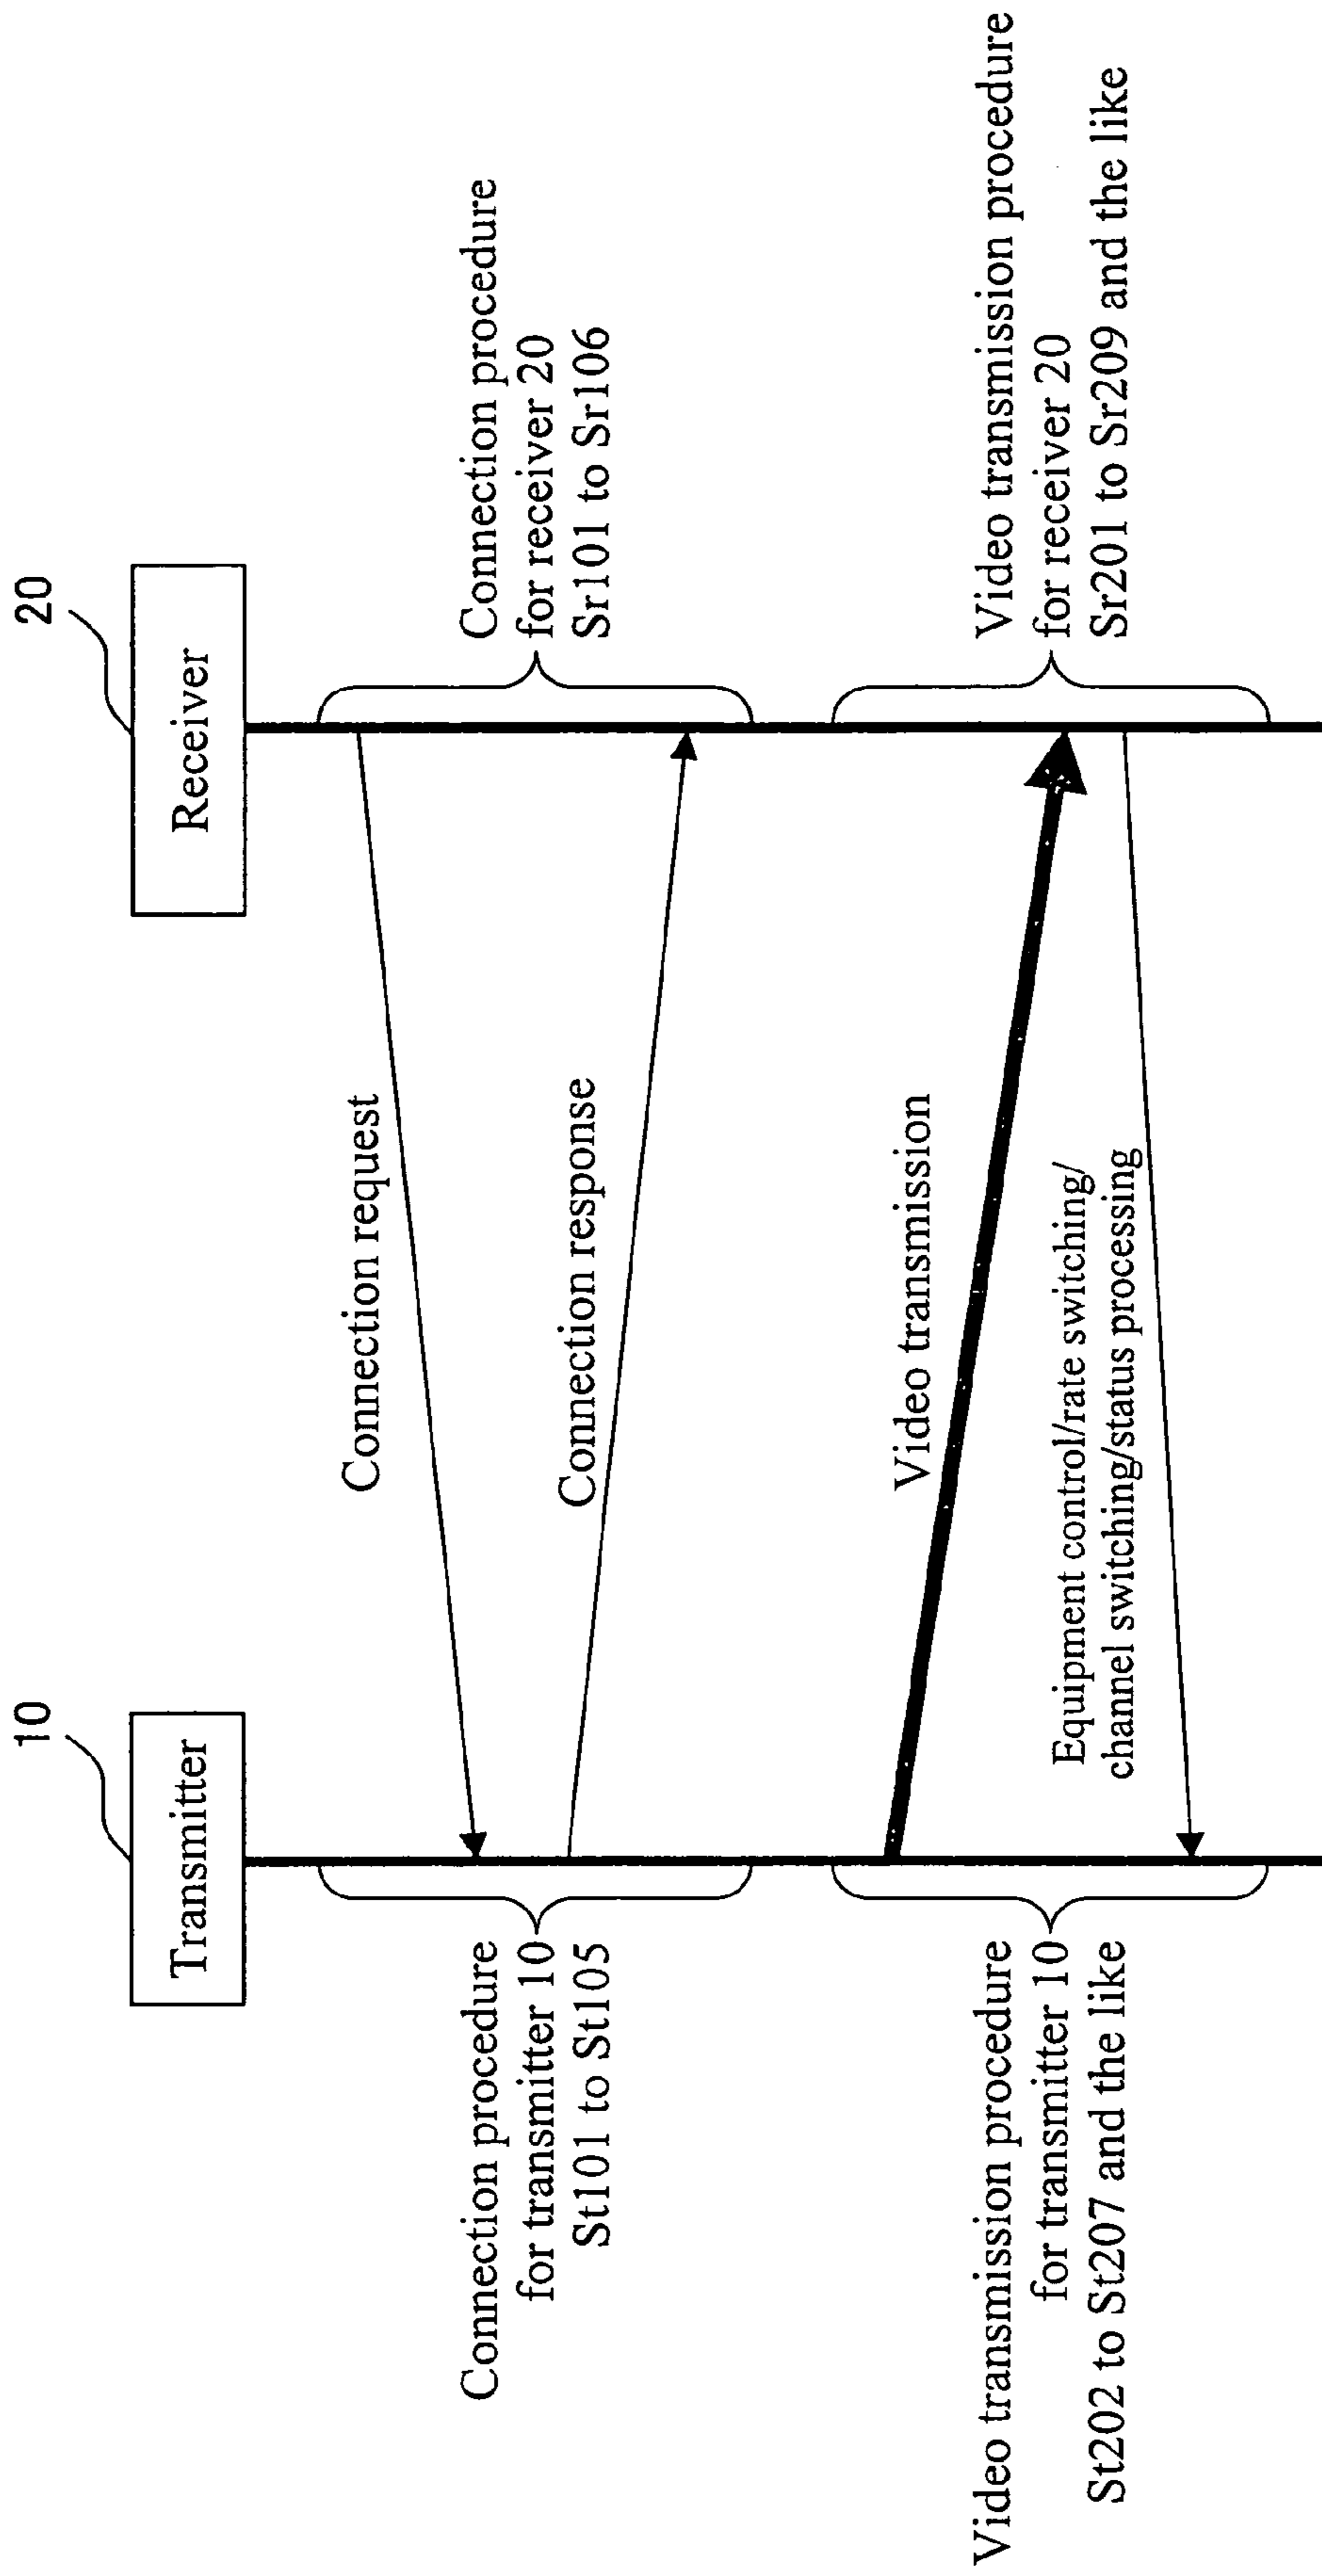 10
Transmitter
20
Receiver
Connection request
Connection procedure
for transmitter 10
St101 to St105
Connection procedure
for receiver 20
Sr101 to Sr106
Connection response
Video transmission
Video transmission procedure
for transmitter 10
St202 to St207 and the like
Video transmission procedure
for receiver 20
Sr201 to Sr209 and the like
Equipment control/rate switching/
channel switching/status processing